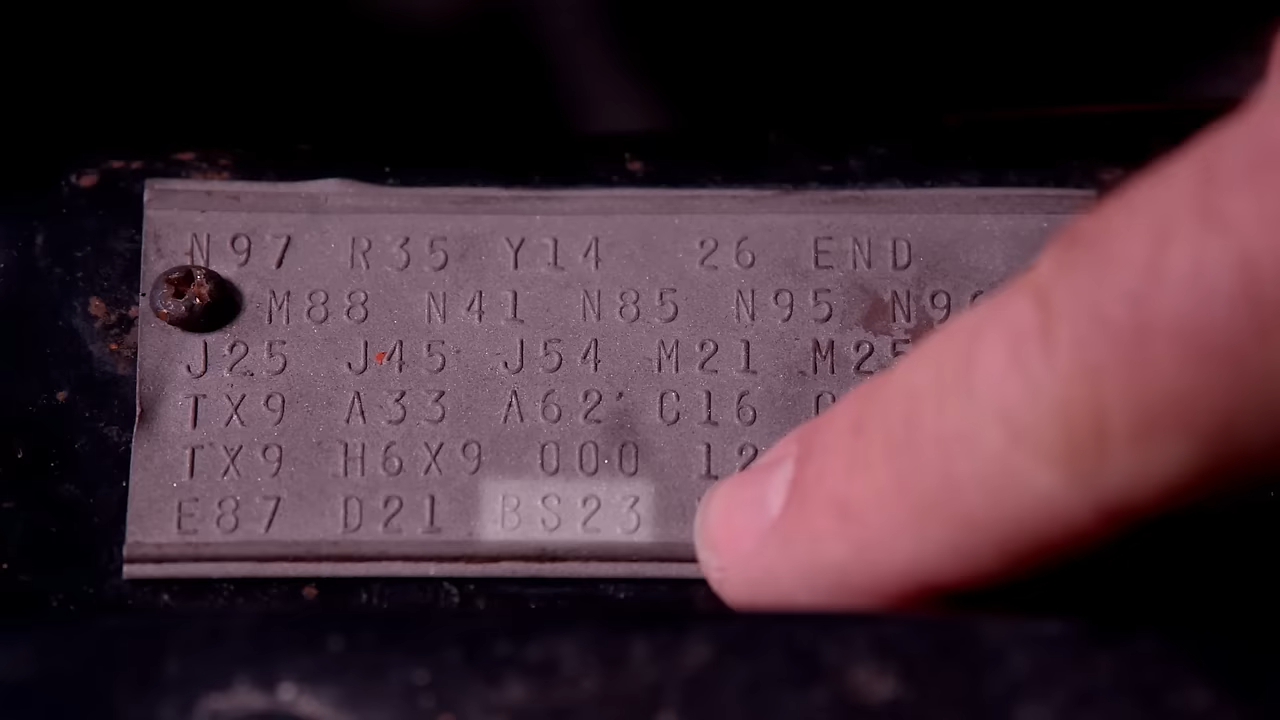 N97 R35 Y14 26 END
M88 N41 N85 N95
J25 J45 J54 M21 M25
TX9 A33 A62 C16
TX9 H6X9 000
E87 D21 BS23